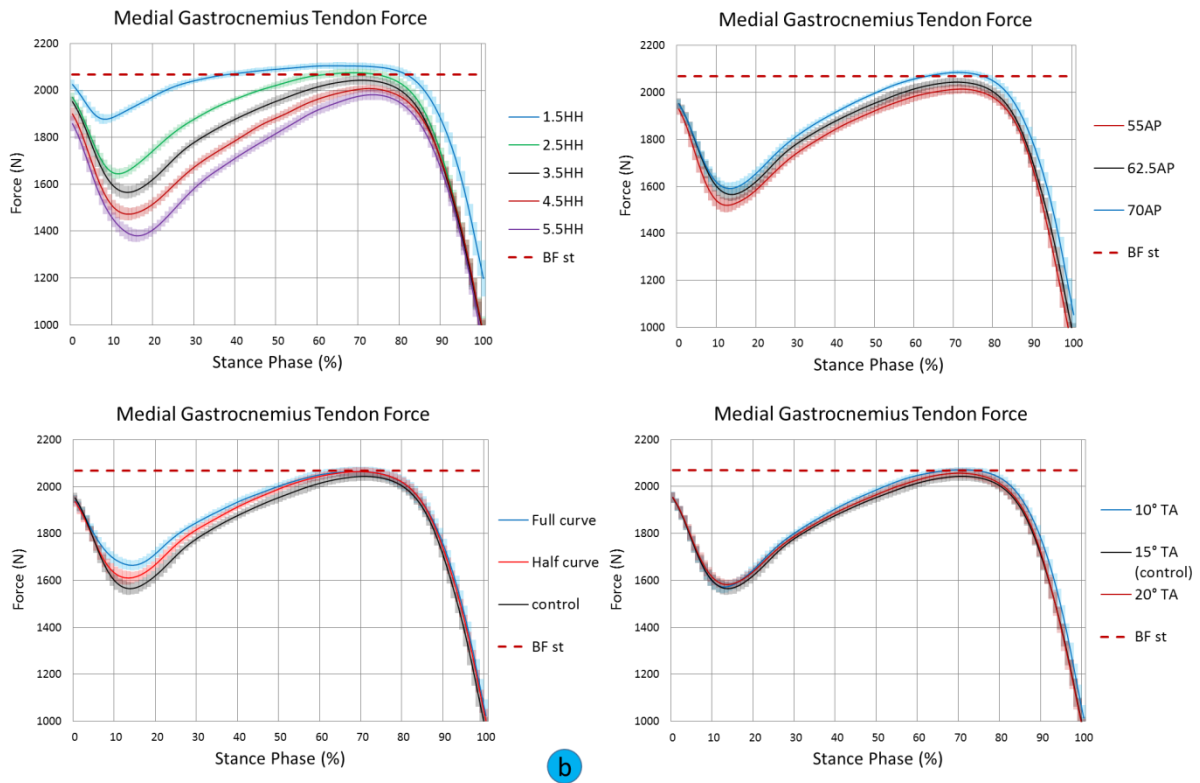 Medial Gastrocnemius Tendon Force
2200
2000
1800
1600
1400
1200
1000
Force (N)
0 10 20 30 40 50 60 70 80 90 100
Stance Phase (%)
1.5HH
2.5HH
3.5HH
4.5HH
5.5HH
BF st
Medial Gastrocnemius Tendon Force
2200
2000
1800
1600
1400
1200
1000
Force (N)
0 10 20 30 40 50 60 70 80 90 100
Stance Phase (%)
55AP
62.5AP
70AP
BF st
Medial Gastrocnemius Tendon Force
2200
2000
1800
1600
1400
1200
1000
Force (N)
0 10 20 30 40 50 60 70 80 90 100
Stance Phase (%)
Full curve
Half curve
control
BF st
Medial Gastrocnemius Tendon Force
2200
2000
1800
1600
1400
1200
1000
Force (N)
0 10 20 30 40 50 60 70 80 90 100
Stance Phase (%)
10° TA
15° TA
(control)
20° TA
BF st
b